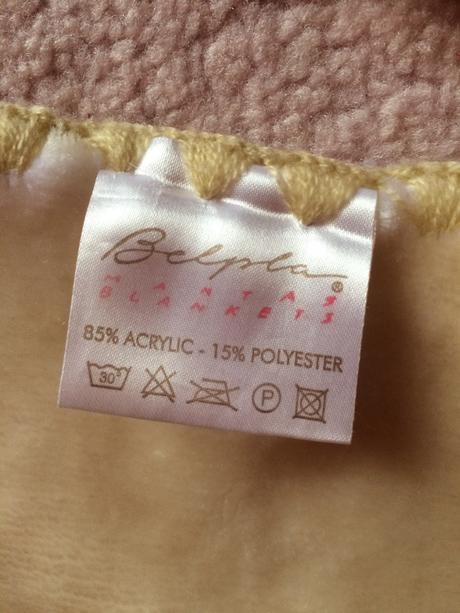 Belpla®
MANTAS
BLANKETS
85% ACRYLIC - 15% POLYESTER
30° P